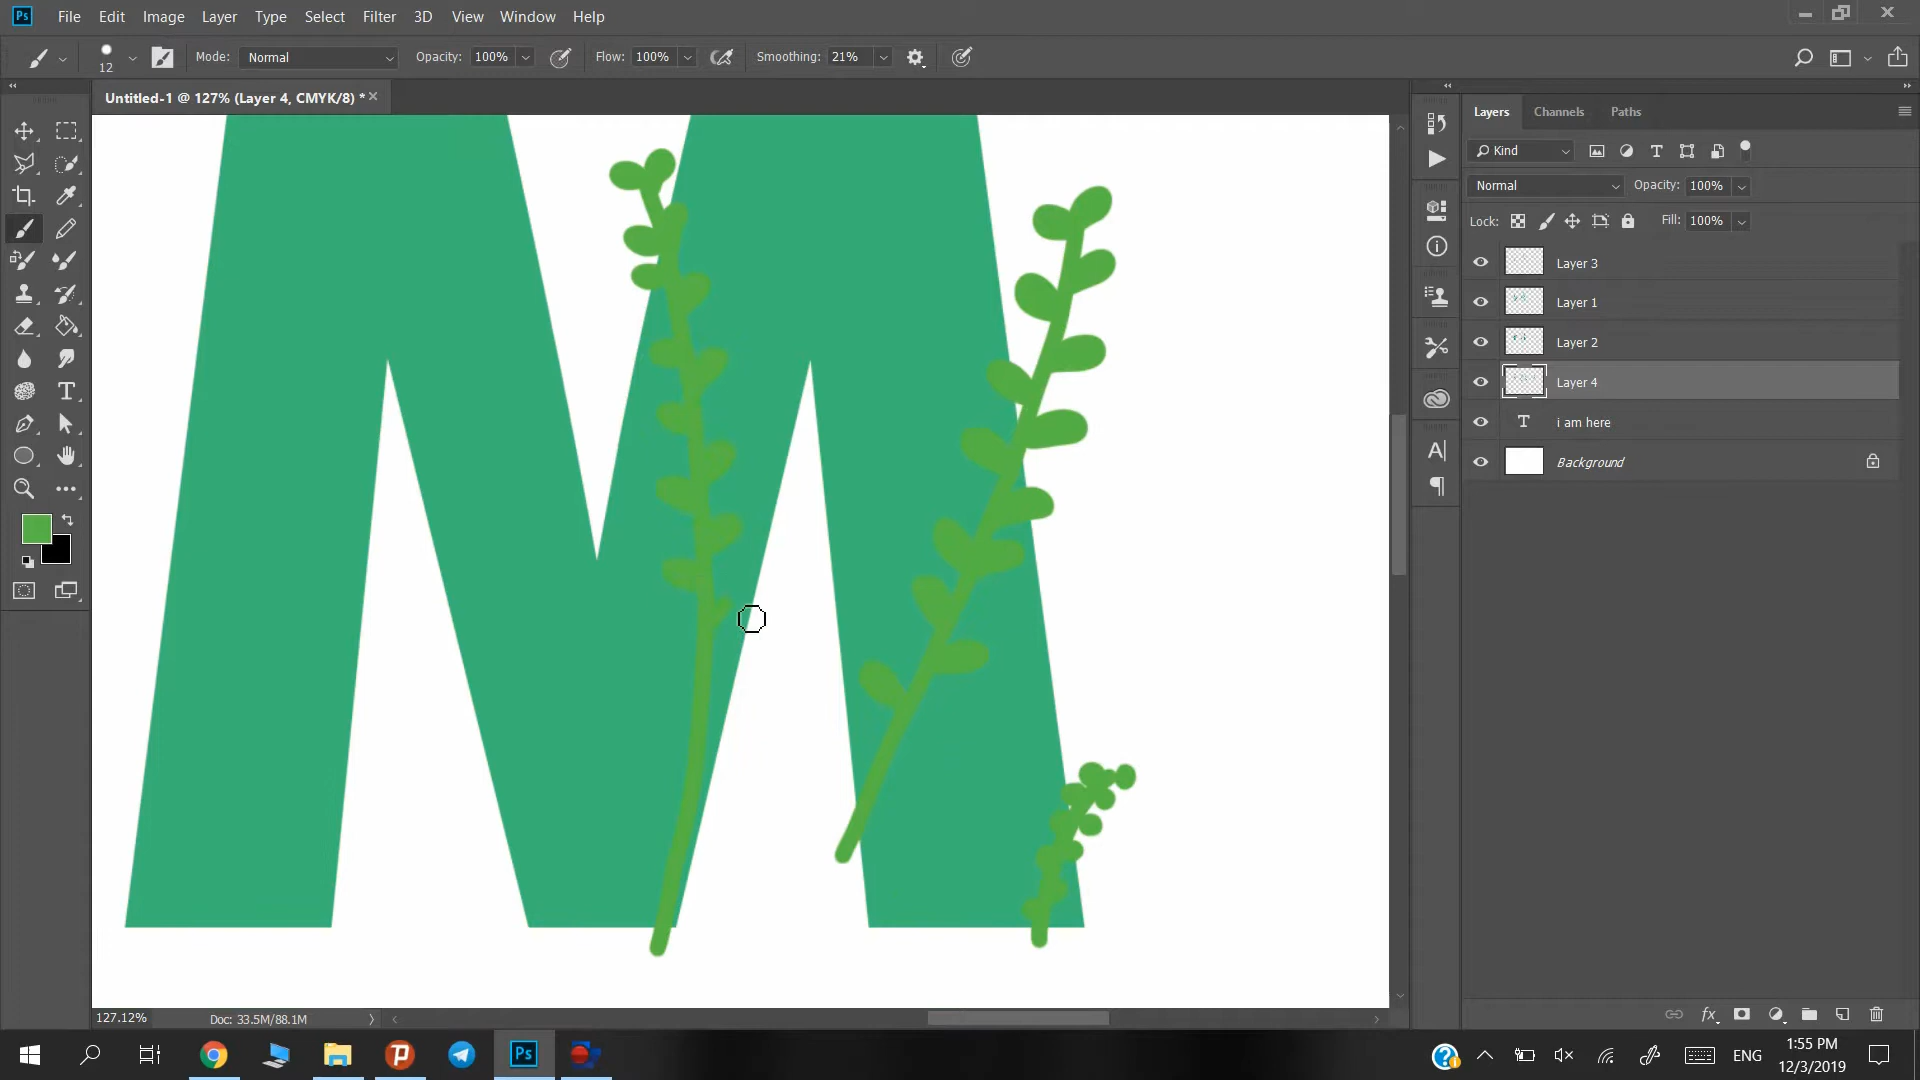 Ps File Edit Image Layer Type Select Filter 3D View Window Help
12 Mode: Normal Opacity: 100% Flow: 100% Smoothing: 21%
Untitled-1 @ 127% (Layer 4, CMYK/8) *
Layers Channels Paths
Kind
Normal Opacity: 100%
Lock: Fill: 100%
Layer 3
Layer 1
Layer 2
Layer 4
i am here
Background
M
127.12% Doc: 33.5M/88.1M
Ps ENG 1:55 PM
12/3/2019